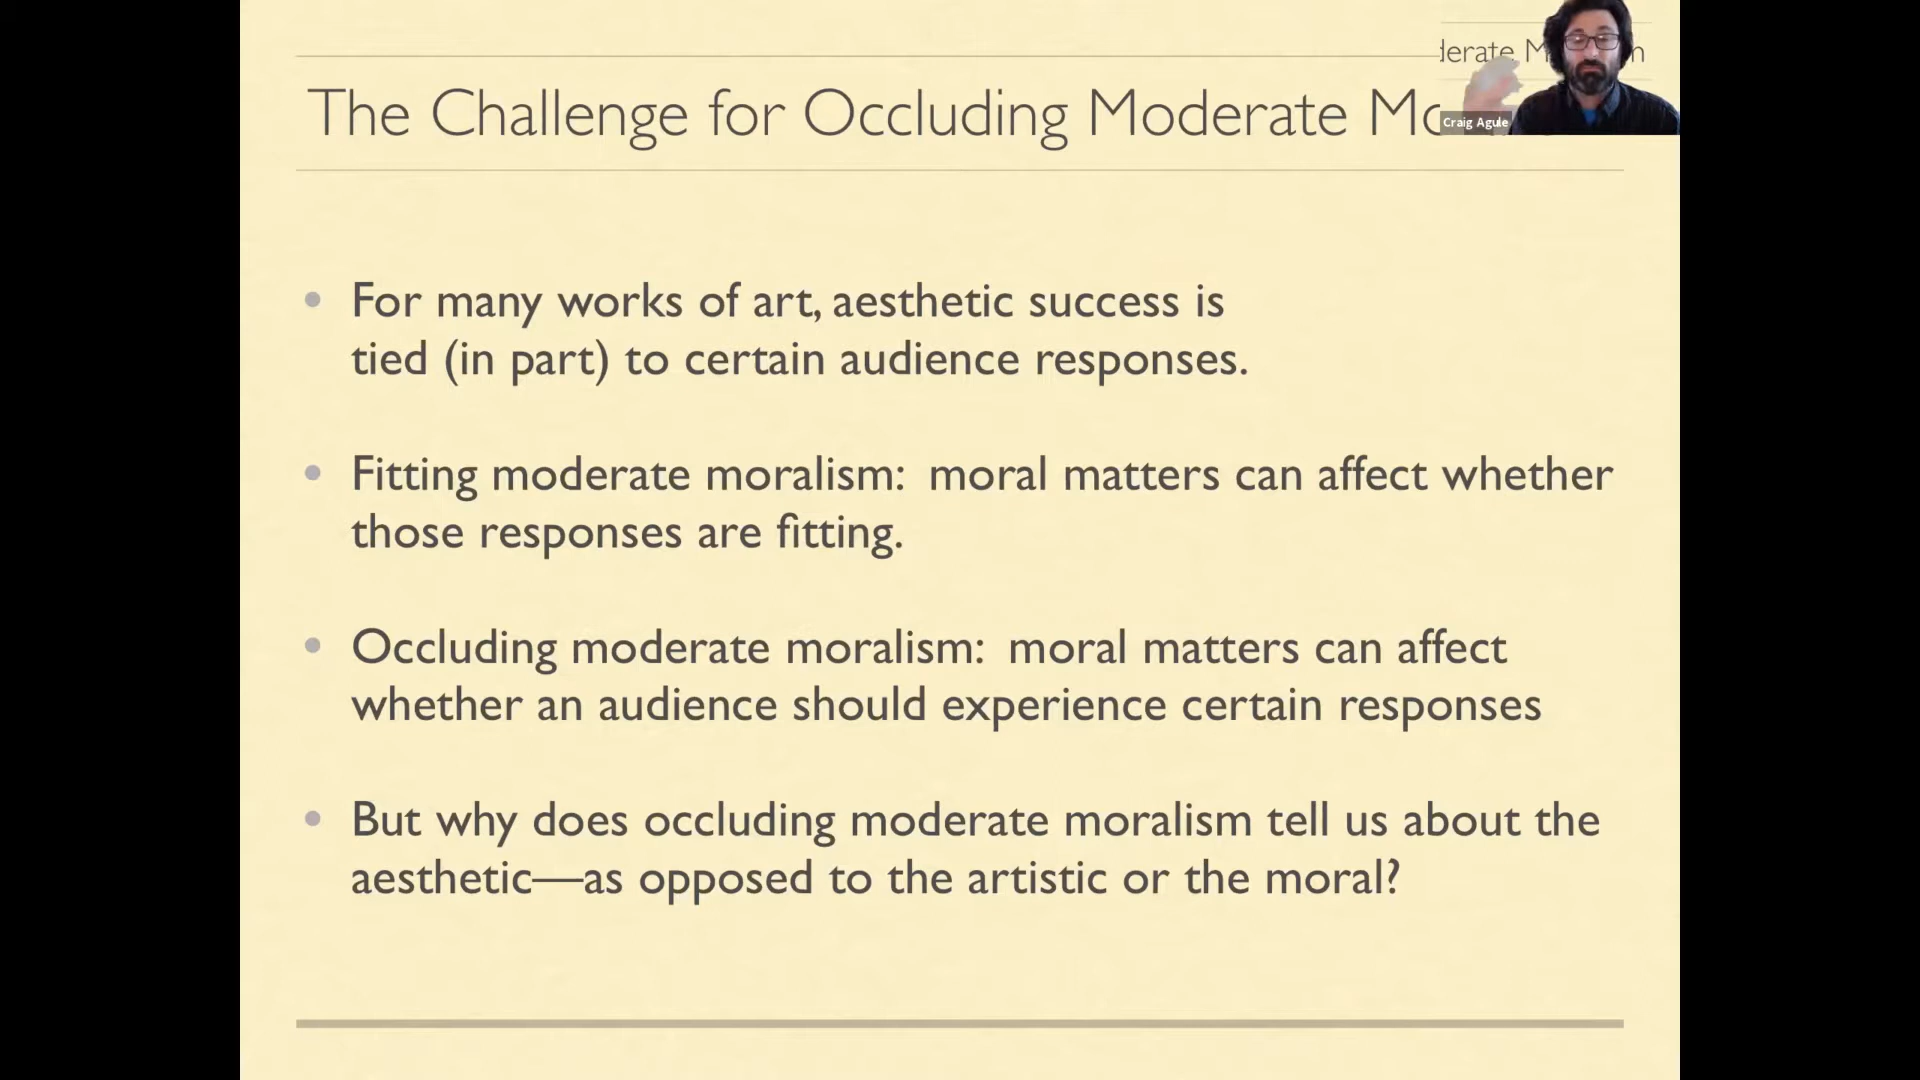 The Challenge for Occluding Moderate Mo
derate M n
Craig Agule
• For many works of art, aesthetic success is
tied (in part) to certain audience responses.
• Fitting moderate moralism: moral matters can affect whether
those responses are fitting.
• Occluding moderate moralism: moral matters can affect
whether an audience should experience certain responses
• But why does occluding moderate moralism tell us about the
aesthetic—as opposed to the artistic or the moral?